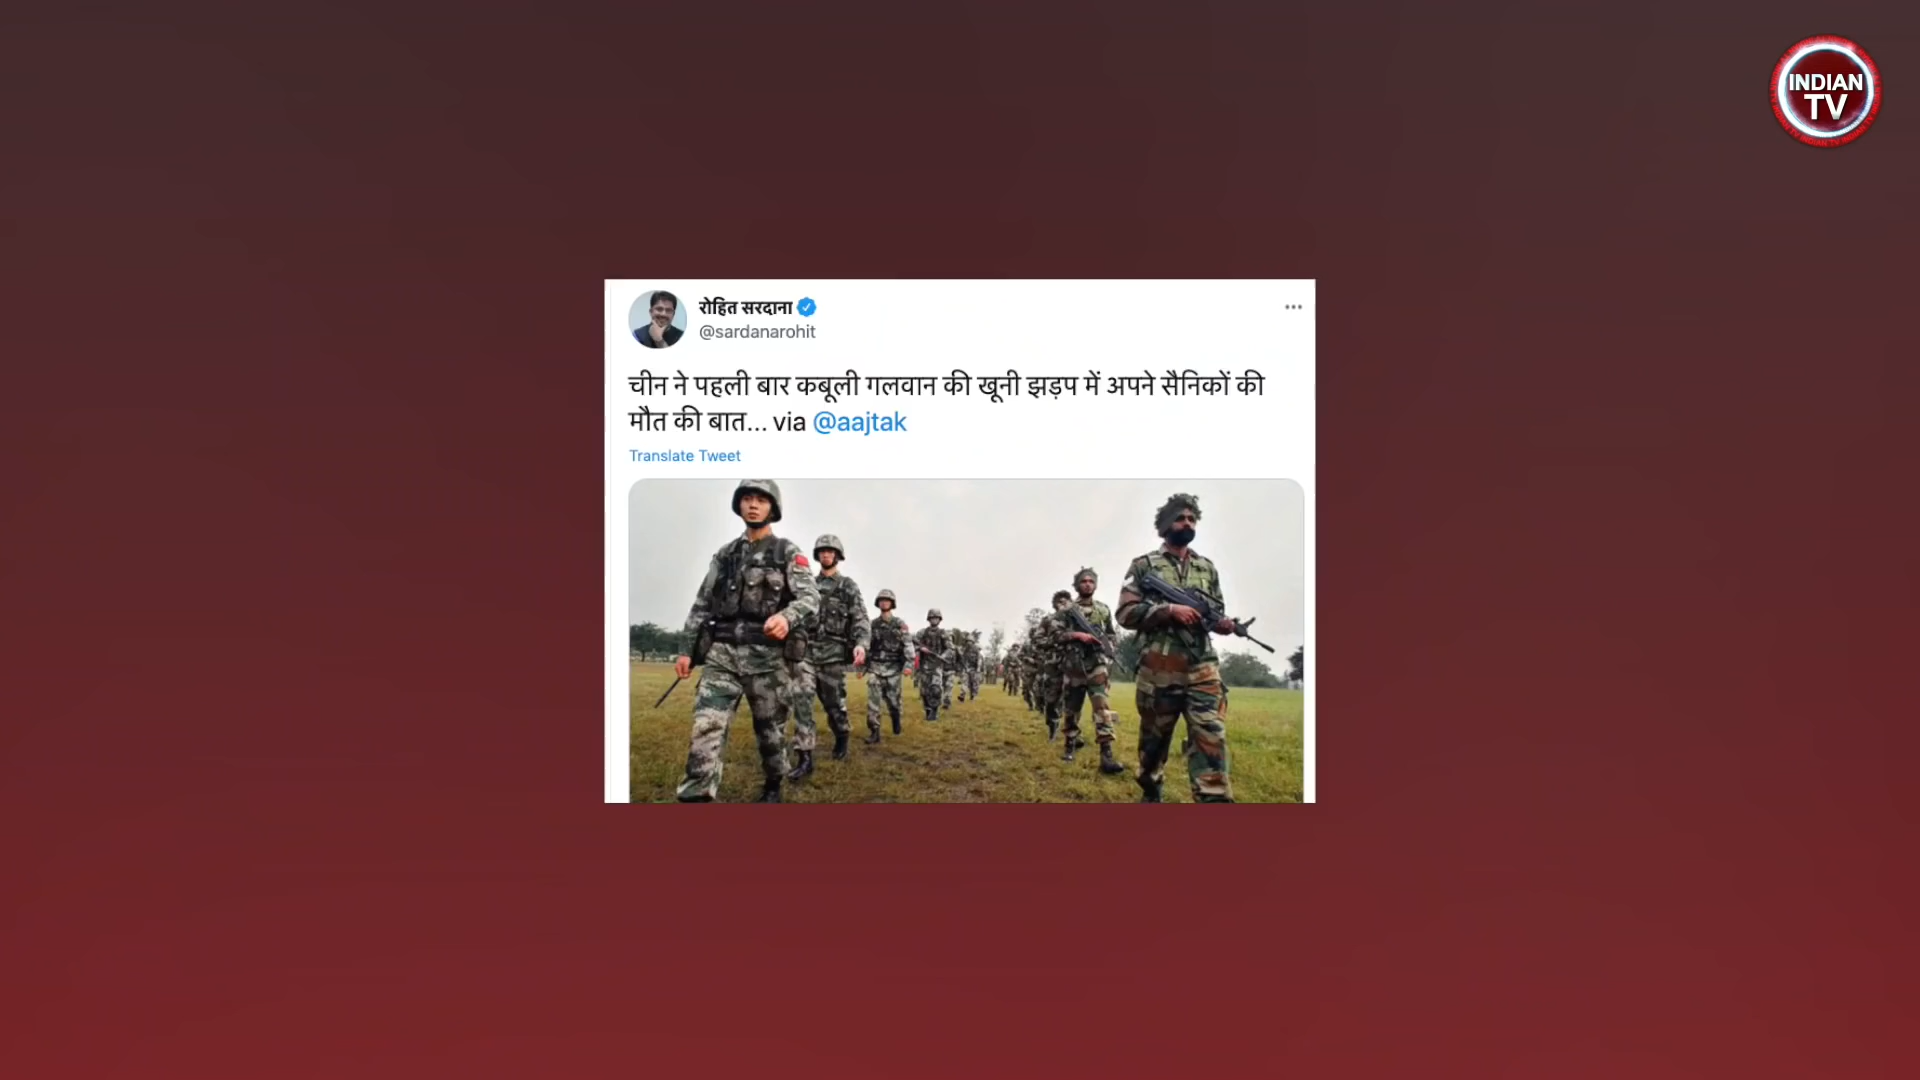 INDIAN
TV
रोहित सरदाना
@sardanarohit
चीन ने पहली बार कबूली गलवान की खूनी झड़प में अपने सैनिकों की
मौत की बात... via @aajtak
Translate Tweet